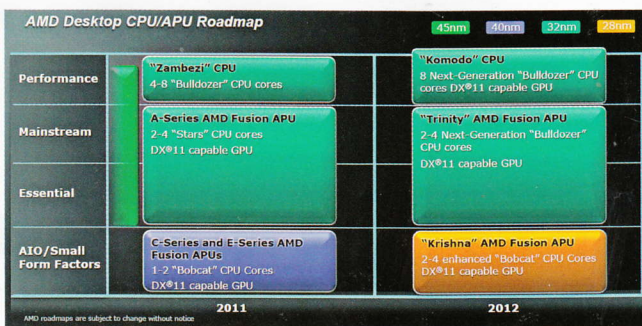 AMD Desktop CPU/APU Roadmap
45nm 40nm 32nm 28nm
Performance
"Zambezi" CPU
4-8 "Bulldozer" CPU cores
"Komodo" CPU
8 Next-Generation "Bulldozer" CPU
cores DX®11 capable GPU
Mainstream
A-Series AMD Fusion APU
2-4 "Stars" CPU cores
DX®11 capable GPU
"Trinity" AMD Fusion APU
2-4 Next-Generation "Bulldozer"
CPU cores
DX®11 capable GPU
Essential
AIO/Small
Form Factors
C-Series and E-Series AMD
Fusion APUs
1-2 "Bobcat" CPU Cores
DX®11 capable GPU
"Krishna" AMD Fusion APU
2-4 enhanced "Bobcat" CPU Cores
DX®11 capable GPU
2011
2012
AMD roadmaps are subject to change without notice